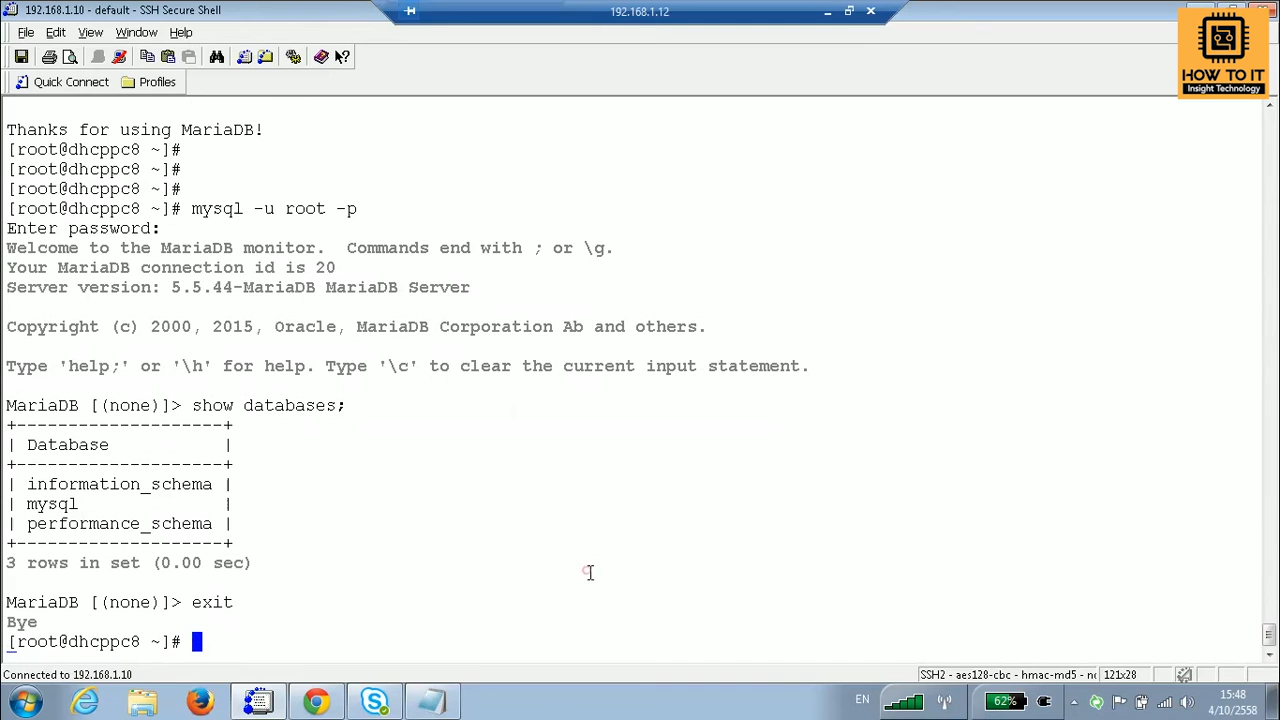 192.168.1.10 - default - SSH Secure Shell
192.168.1.12
File Edit View Window Help
Quick Connect Profiles
HOW TO IT
Insight Technology
Thanks for using MariaDB!
[root@dhcppc8 ~]#
[root@dhcppc8 ~]#
[root@dhcppc8 ~]#
[root@dhcppc8 ~]# mysql -u root -p
Enter password:
Welcome to the MariaDB monitor.  Commands end with ; or \g.
Your MariaDB connection id is 20
Server version: 5.5.44-MariaDB MariaDB Server
Copyright (c) 2000, 2015, Oracle, MariaDB Corporation Ab and others.
Type 'help;' or '\h' for help. Type '\c' to clear the current input statement.
MariaDB [(none)]> show databases;
+--------------------+
| Database           |
+--------------------+
| information_schema |
| mysql              |
| performance_schema |
+--------------------+
3 rows in set (0.00 sec)
MariaDB [(none)]> exit
Bye
[root@dhcppc8 ~]#
Connected to 192.168.1.10
SSH2 - aes128-cbc - hmac-md5 - nc
121x28
EN
62%
15:48
4/10/2558